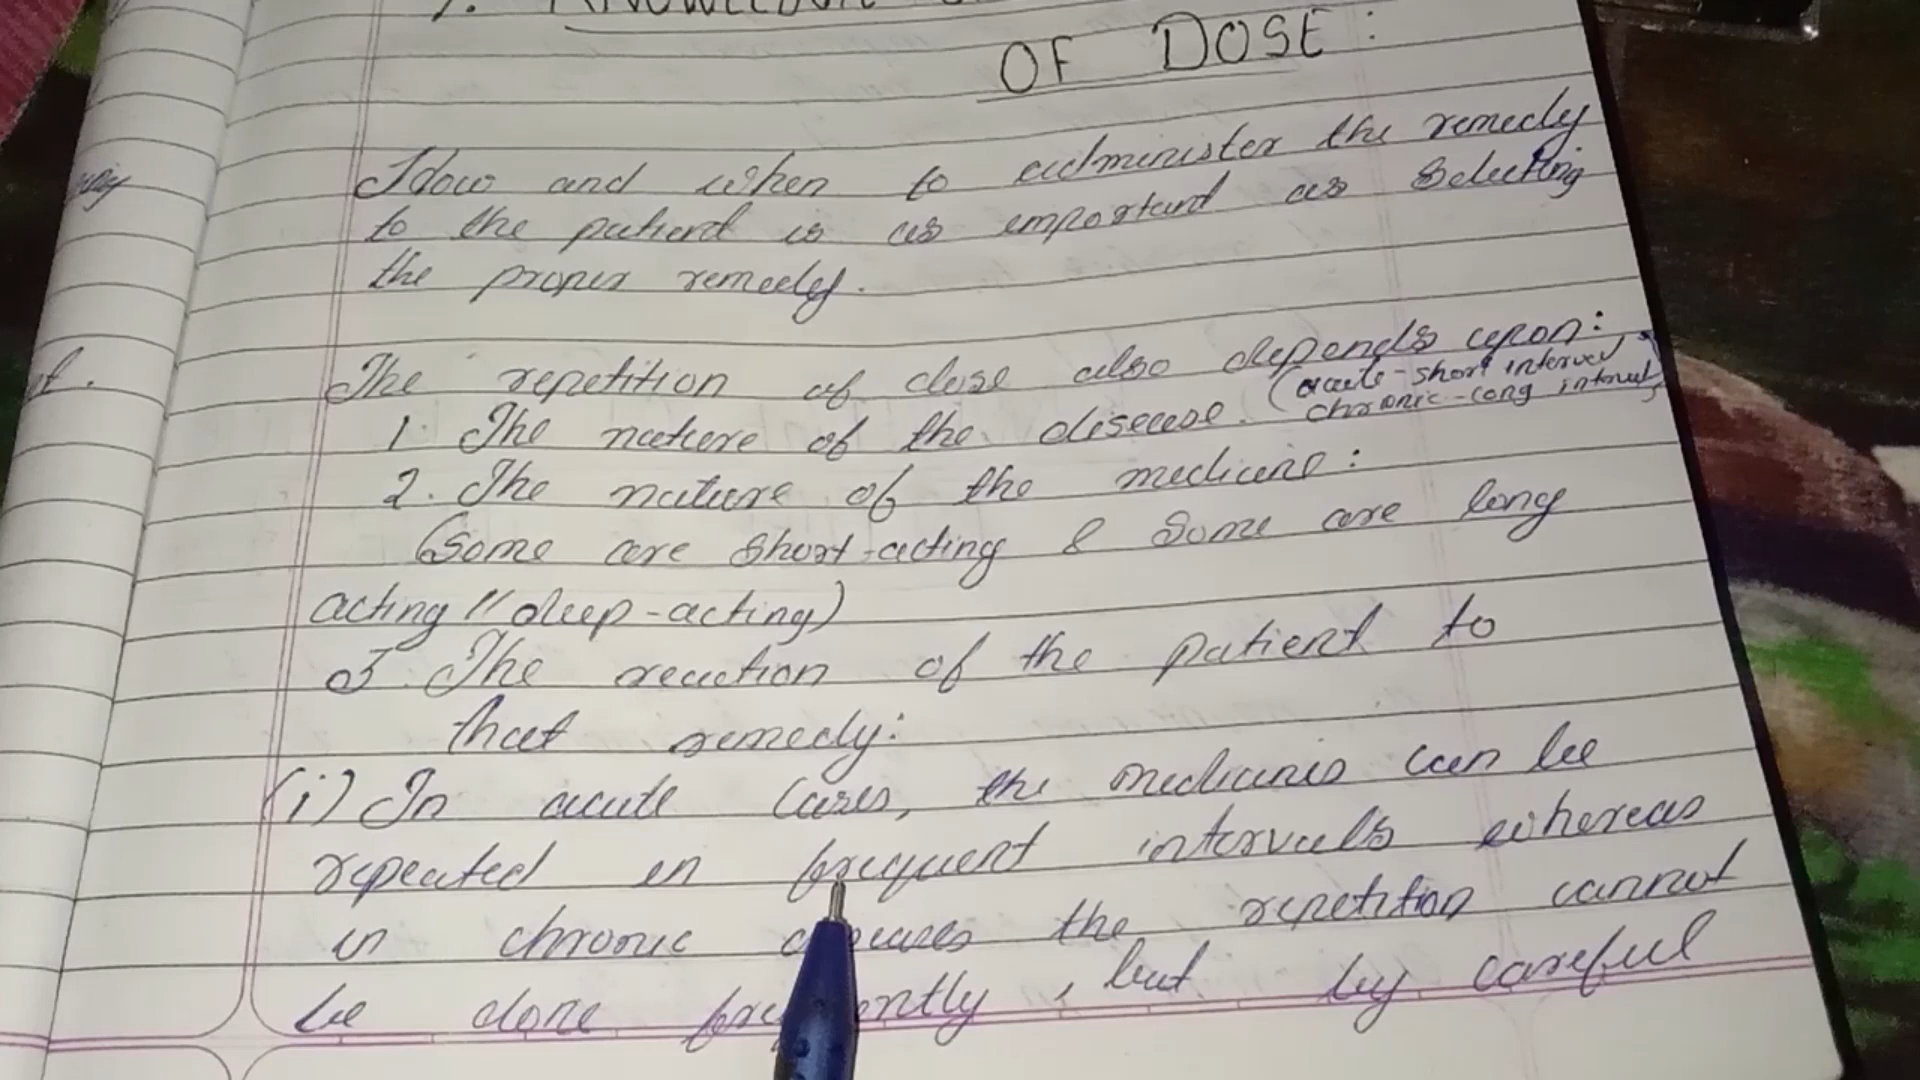 7. KNOWLEDGE
OF DOSE:
How and when to administer the remedy
to the patient is as important as selecting
the proper remedy.
The repetition of dose also depends upon:
1. The nature of the disease. (acute - short interval,
chronic - long interval)
2. The nature of the medicine:
(Some are short-acting & Some are long
acting // deep-acting)
3. The reaction of the patient to
that remedy:
(i) In acute cases, the medicines can be
repeated in frequent intervals whereas
in chronic the repetition cannot
be done frequently, but by careful